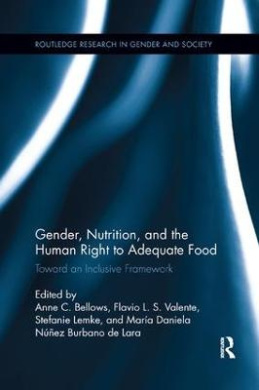 ROUTLEDGE RESEARCH IN GENDER AND SOCIETY
Gender, Nutrition, and the
Human Right to Adequate Food
Toward an Inclusive Framework
Edited by
Anne C. Bellows, Flavio L. S. Valente,
Stefanie Lemke, and María Daniela
Núñez Burbano de Lara
R